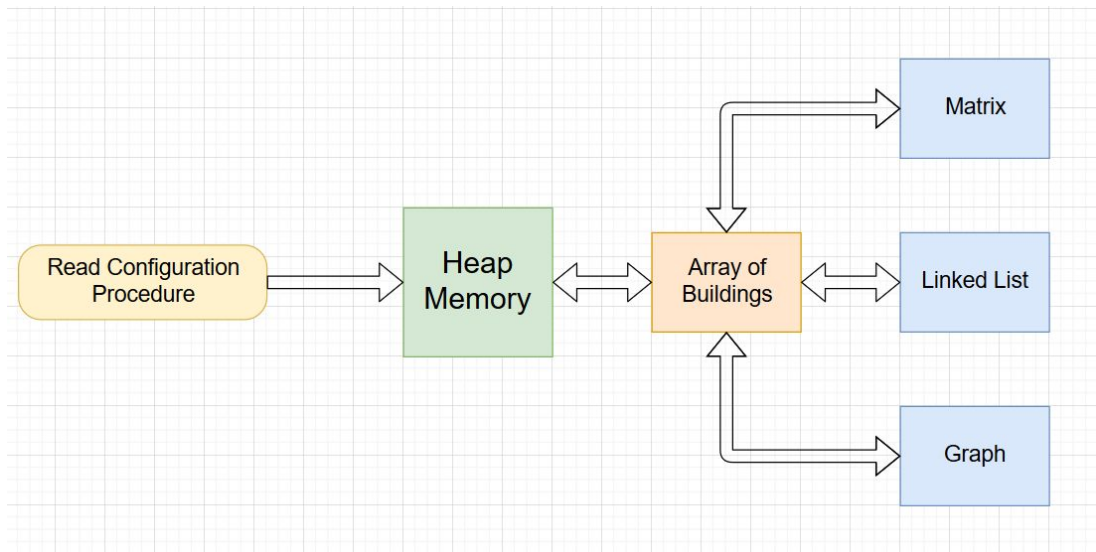 Read Configuration
Procedure
Heap
Memory
Array of
Buildings
Matrix
Linked List
Graph